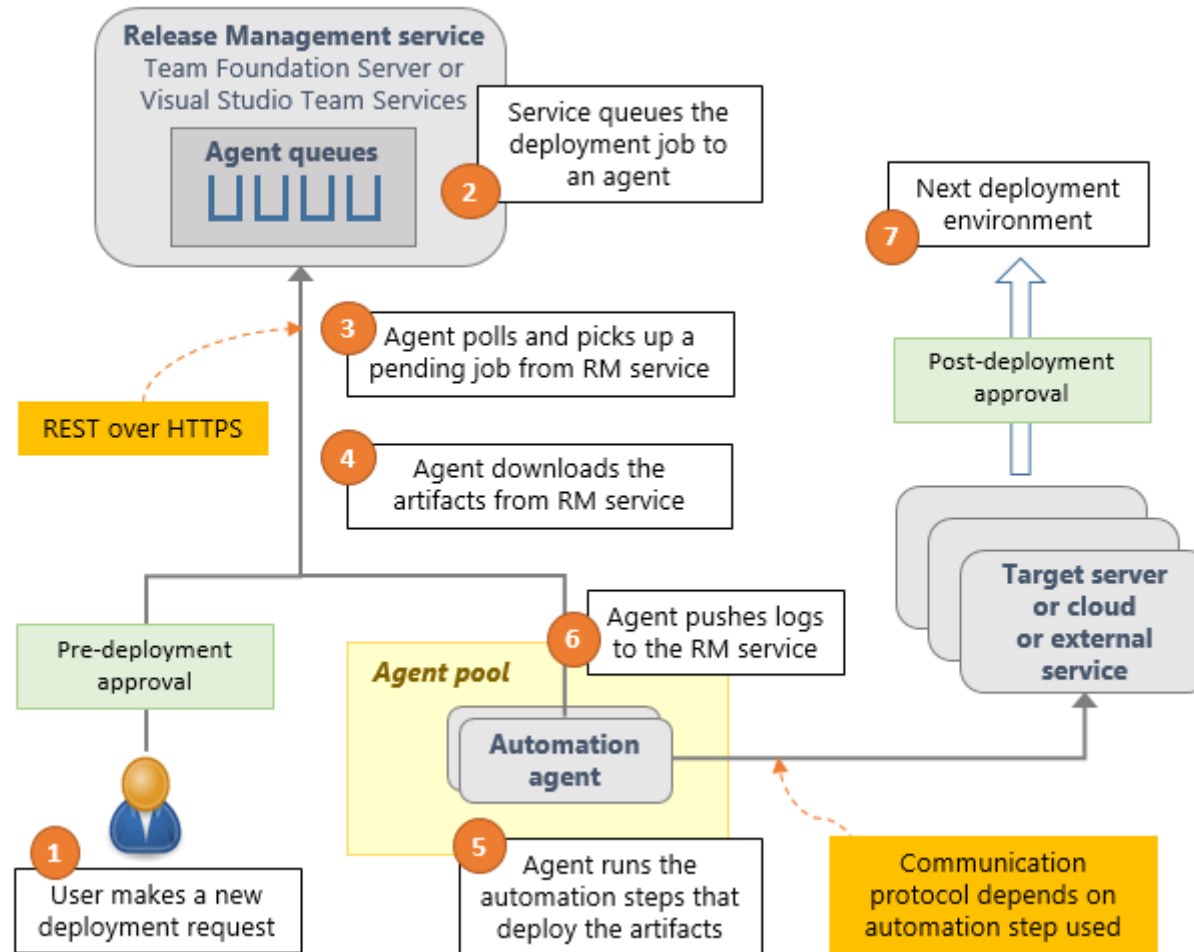 Release Management service
Team Foundation Server or
Visual Studio Team Services
Agent queues
2
Service queues the
deployment job to
an agent
7
Next deployment
environment
3
Agent polls and picks up a
pending job from RM service
REST over HTTPS
Post-deployment
approval
4
Agent downloads the
artifacts from RM service
Target server
or cloud
or external
service
Pre-deployment
approval
6
Agent pushes logs
to the RM service
Agent pool
Automation
agent
1
User makes a new
deployment request
5
Agent runs the
automation steps that
deploy the artifacts
Communication
protocol depends on
automation step used